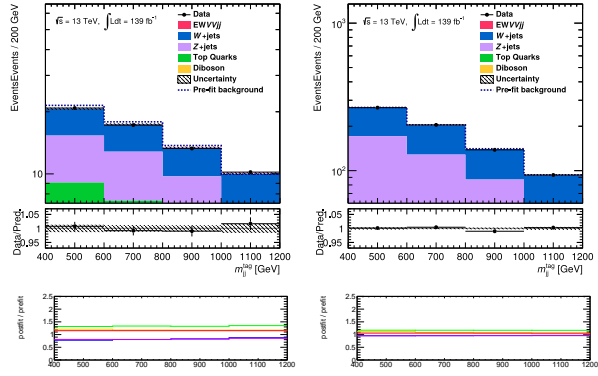 √s = 13 TeV, ∫Ldt = 139 fb⁻¹
Data
EWVVjj
W+jets
Z+jets
Top Quarks
Diboson
Uncertainty
Pre-fit background
EventsEvents / 200 GeV
10
Data/Pred.
1.05
1
0.95
400 500 600 700 800 900 1000 1100 1200
m_jj^tag [GeV]
postfit / prefit
2.5
2
1.5
1
0.5
0
400 500 600 700 800 900 1000 1100 1200
√s = 13 TeV, ∫Ldt = 139 fb⁻¹
Data
EWVVjj
W+jets
Z+jets
Top Quarks
Diboson
Uncertainty
Pre-fit background
EventsEvents / 200 GeV
10³
10²
Data/Pred.
1.05
1
0.95
400 500 600 700 800 900 1000 1100 1200
m_jj^tag [GeV]
postfit / prefit
2.5
2
1.5
1
0.5
0
400 500 600 700 800 900 1000 1100 1200